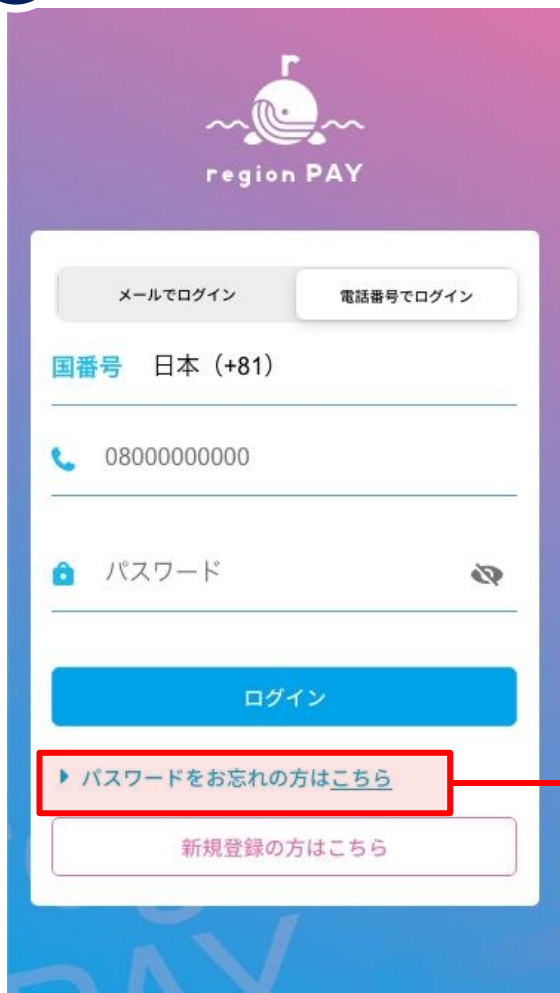 r
region PAY
メールでログイン 電話番号でログイン
国番号 日本（+81）
08000000000
パスワード
ログイン
パスワードをお忘れの方はこちら
新規登録の方はこちら
PAY